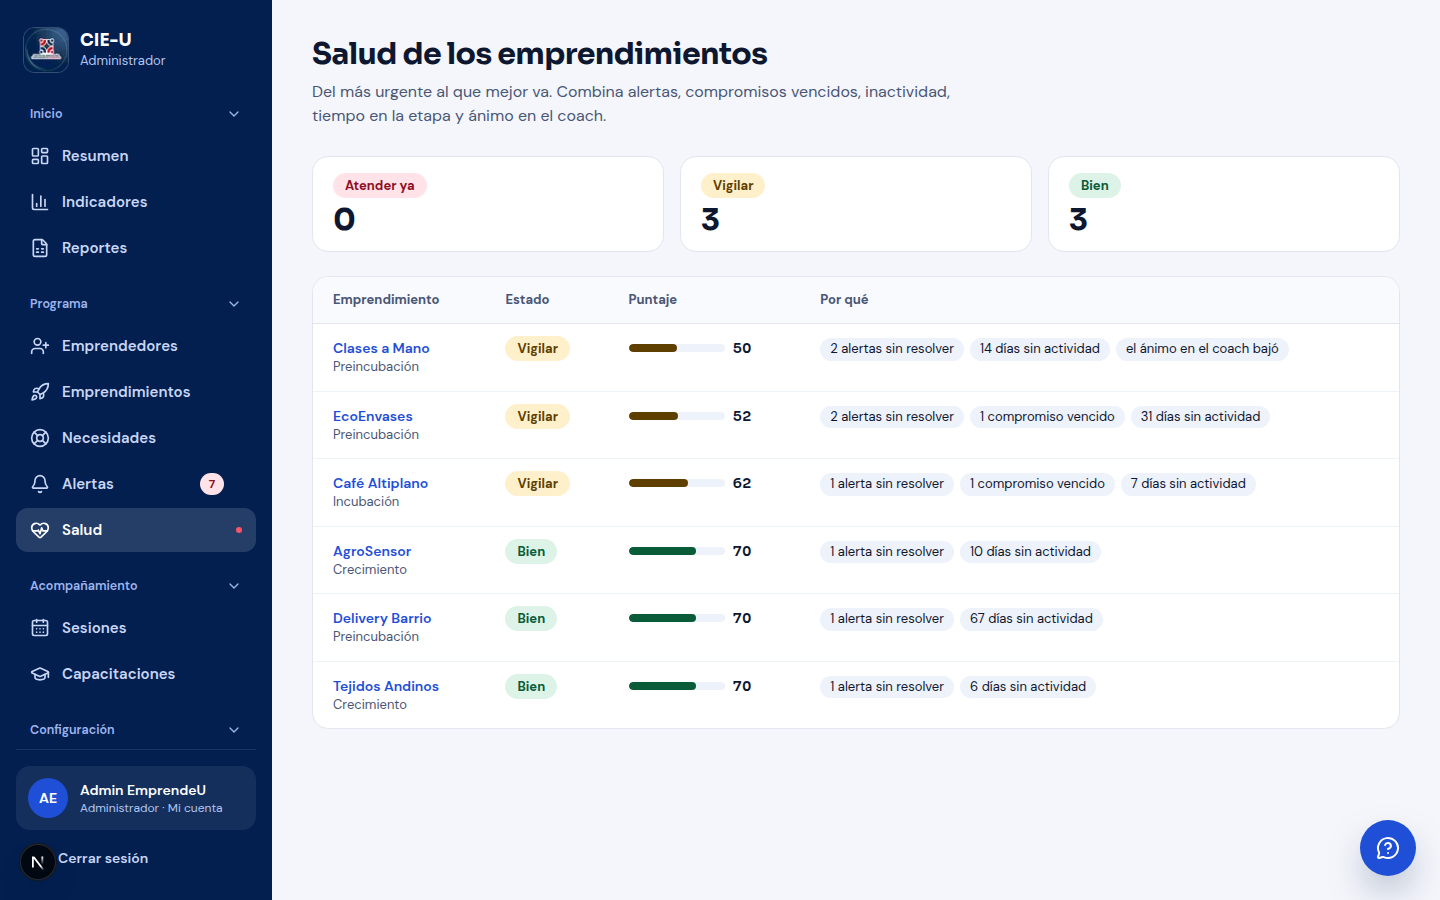 CIE-U
Administrador
Inicio
Resumen
Indicadores
Reportes
Programa
Emprendedores
Emprendimientos
Necesidades
Alertas 7
Salud
Acompañamiento
Sesiones
Capacitaciones
Configuración
AE
Admin EmprendeU
Administrador · Mi cuenta
N Cerrar sesión
Salud de los emprendimientos
Del más urgente al que mejor va. Combina alertas, compromisos vencidos, inactividad,
tiempo en la etapa y ánimo en el coach.
Atender ya
0
Vigilar
3
Bien
3
Emprendimiento Estado Puntaje Por qué
Clases a Mano Vigilar 50 2 alertas sin resolver 14 días sin actividad el ánimo en el coach bajó
Preincubación
EcoEnvases Vigilar 52 2 alertas sin resolver 1 compromiso vencido 31 días sin actividad
Preincubación
Café Altiplano Vigilar 62 1 alerta sin resolver 1 compromiso vencido 7 días sin actividad
Incubación
AgroSensor Bien 70 1 alerta sin resolver 10 días sin actividad
Crecimiento
Delivery Barrio Bien 70 1 alerta sin resolver 67 días sin actividad
Preincubación
Tejidos Andinos Bien 70 1 alerta sin resolver 6 días sin actividad
Crecimiento